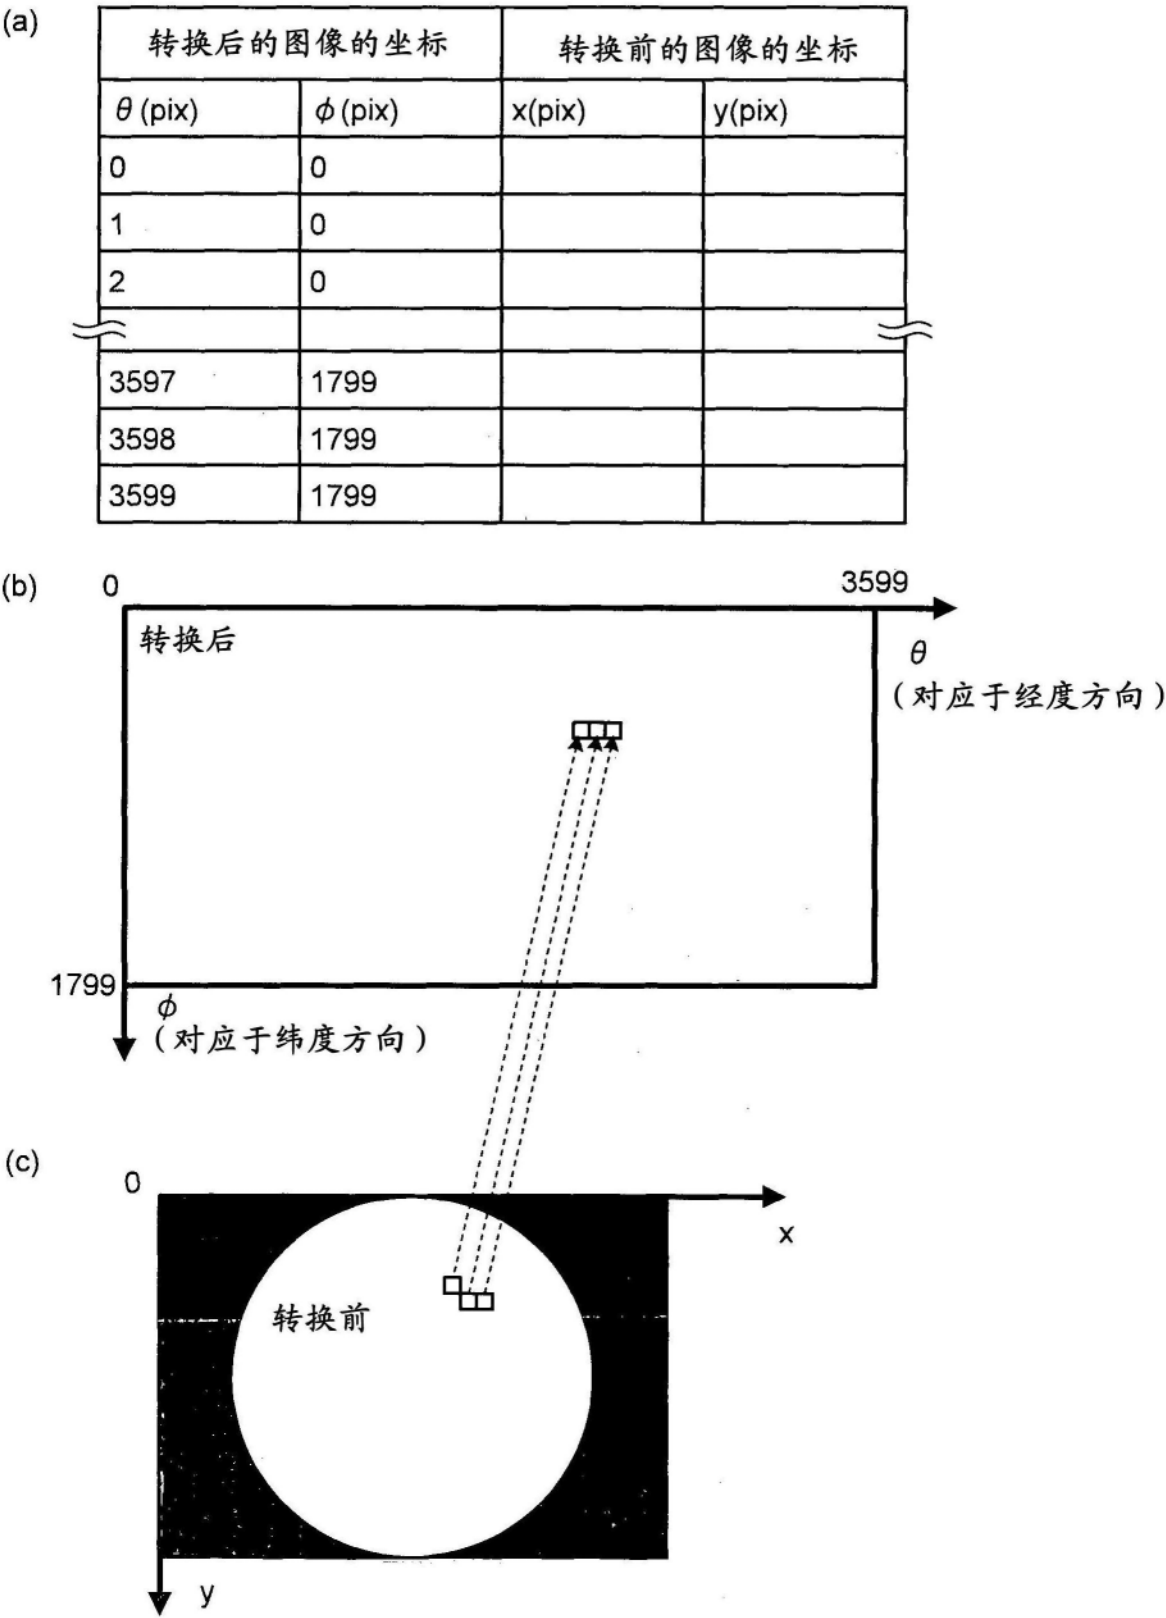 (a)
转换后的图像的坐标 转换前的图像的坐标
θ(pix) ϕ(pix) x(pix) y(pix)
0 0
1 0
2 0
3597 1799
3598 1799
3599 1799
(b)
0 3599
转换后
θ
(对应于经度方向)
1799
ϕ
(对应于纬度方向)
(c)
0
x
转换前
y